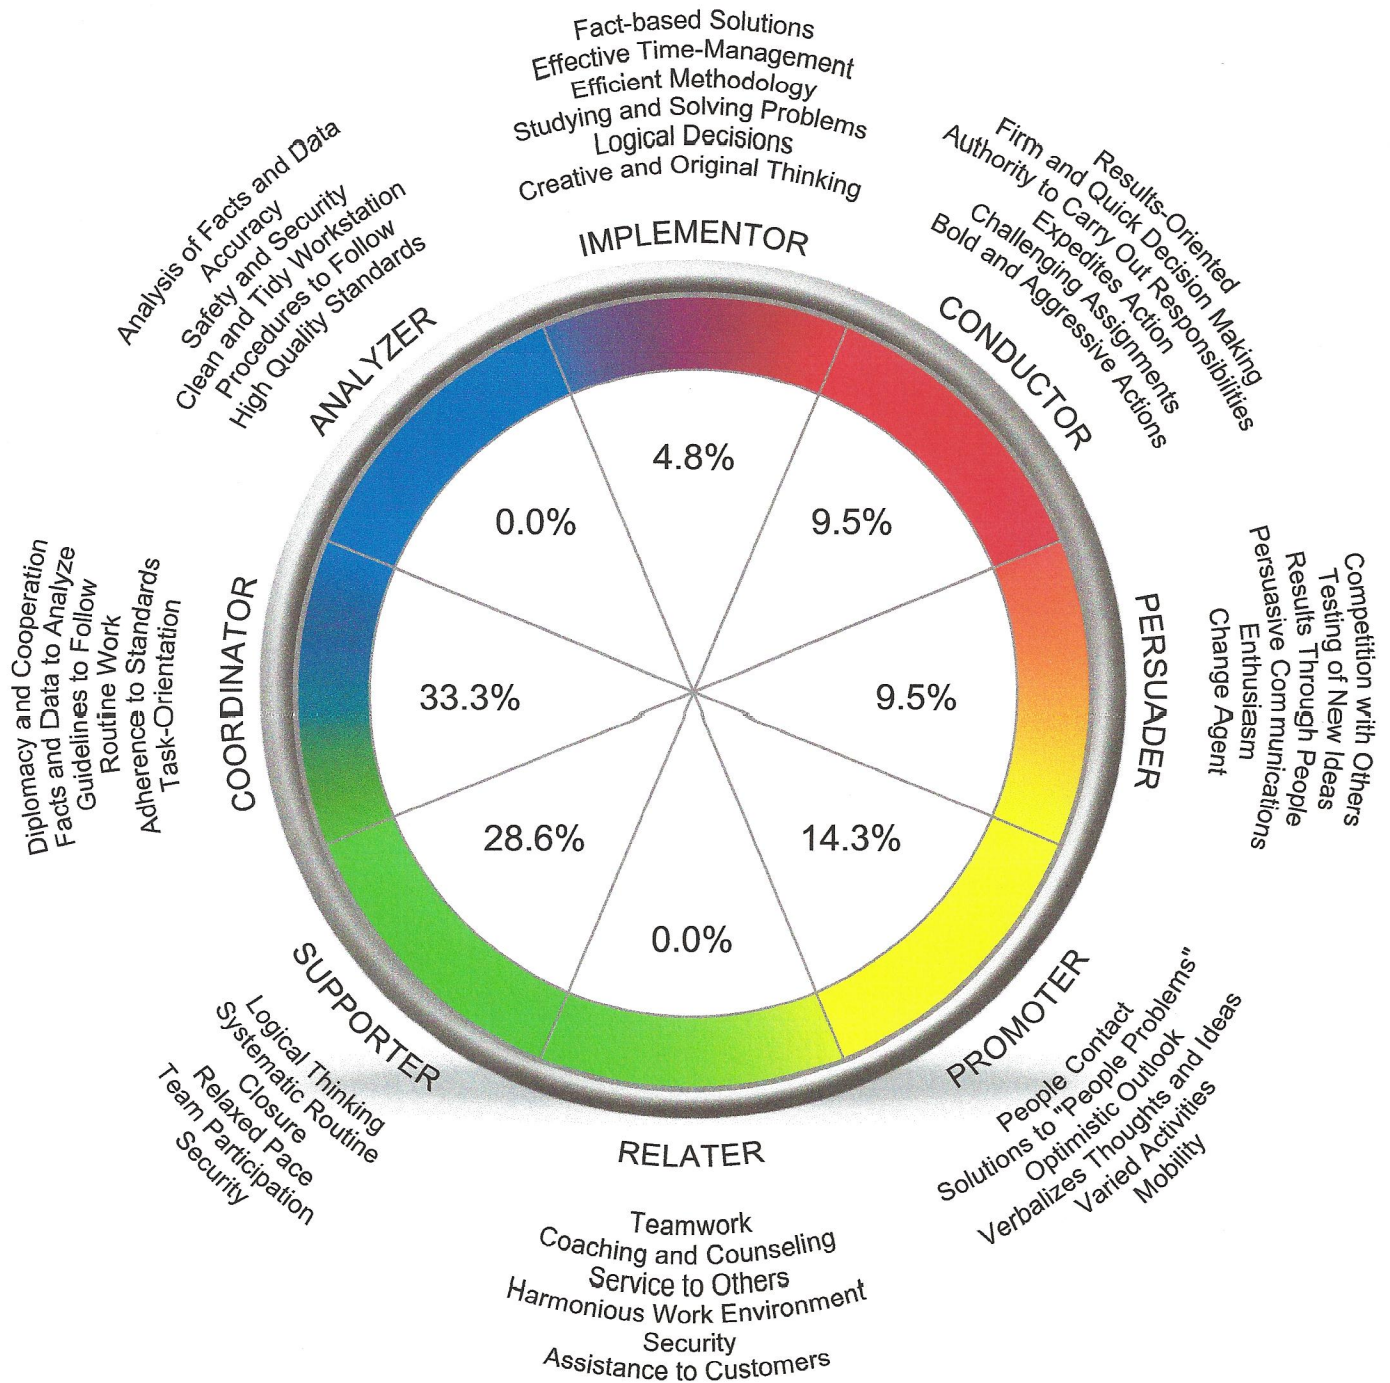 Fact-based Solutions
Effective Time-Management
Efficient Methodology
Studying and Solving Problems
Logical Decisions
Creative and Original Thinking
IMPLEMENTOR
4.8%
Results-Oriented
Firm and Quick Decision Making
Authority to Carry Out Responsibilities
Expedites Action
Challenging Assignments
Bold and Aggressive Actions
CONDUCTOR
9.5%
Competition with Others
Testing of New Ideas
Results Through People
Persuasive Communications
Enthusiasm
Change Agent
PERSUADER
9.5%
People Contact
Solutions to "People Problems"
Optimistic Outlook
Verbalizes Thoughts and Ideas
Varied Activities
Mobility
PROMOTER
14.3%
RELATER
0.0%
Teamwork
Coaching and Counseling
Service to Others
Harmonious Work Environment
Security
Assistance to Customers
SUPPORTER
28.6%
Logical Thinking
Systematic Routine
Closure
Relaxed Pace
Team Participation
Security
Diplomacy and Cooperation
Facts and Data to Analyze
Guidelines to Follow
Routine Work
Adherence to Standards
Task-Orientation
COORDINATOR
33.3%
Analysis of Facts and Data
Accuracy
Safety and Security
Clean and Tidy Workstation
Procedures to Follow
High Quality Standards
ANALYZER
0.0%